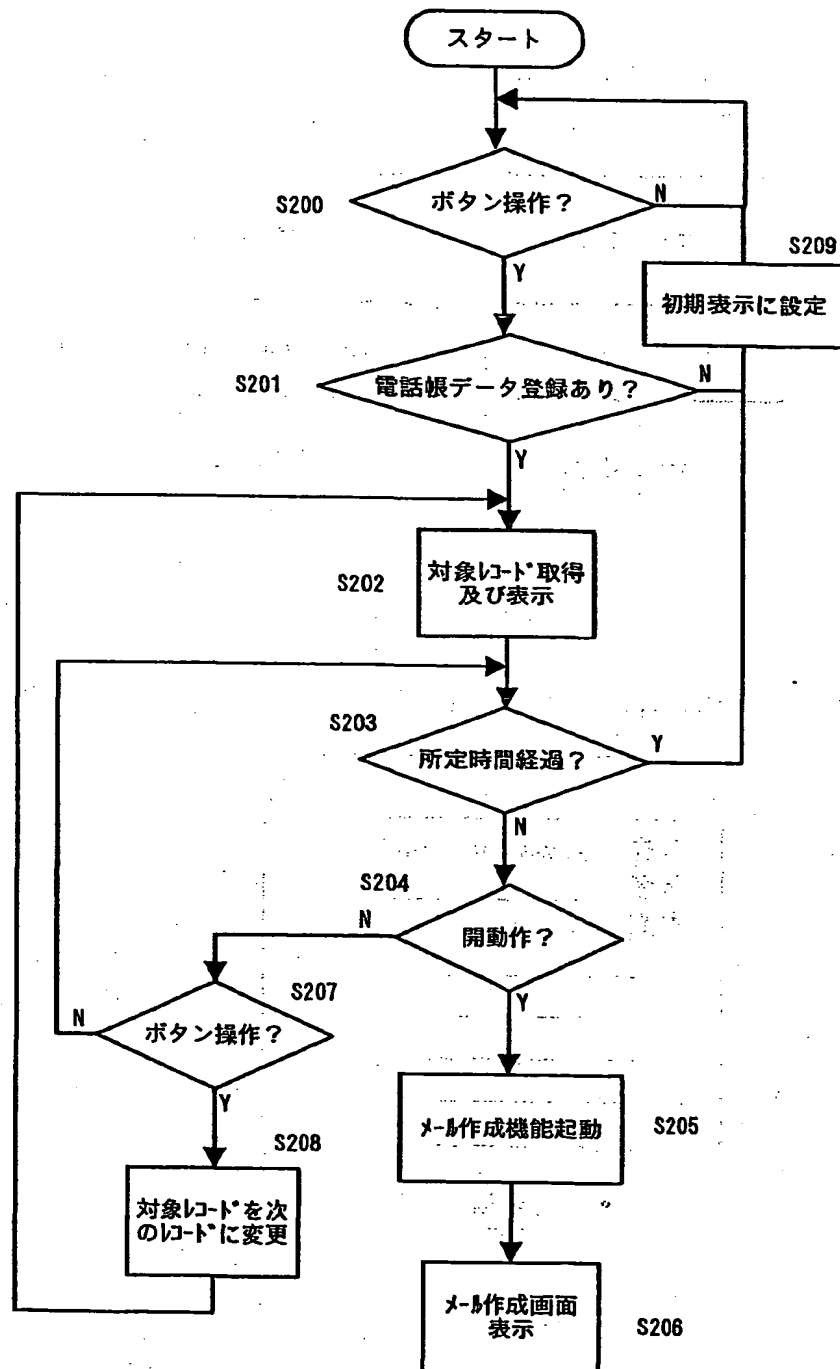 スタート
S200
ボタン操作？
N
Y
S209
初期表示に設定
S201
電話帳データ登録あり？
N
Y
S202
対象ﾚｺｰﾄﾞ取得
及び表示
S203
所定時間経過？
Y
N
S204
開動作？
N
Y
S207
ボタン操作？
N
Y
S208
対象ﾚｺｰﾄﾞを次
のﾚｺｰﾄﾞに変更
ﾒｰﾙ作成機能起動
S205
ﾒｰﾙ作成画面
表示
S206